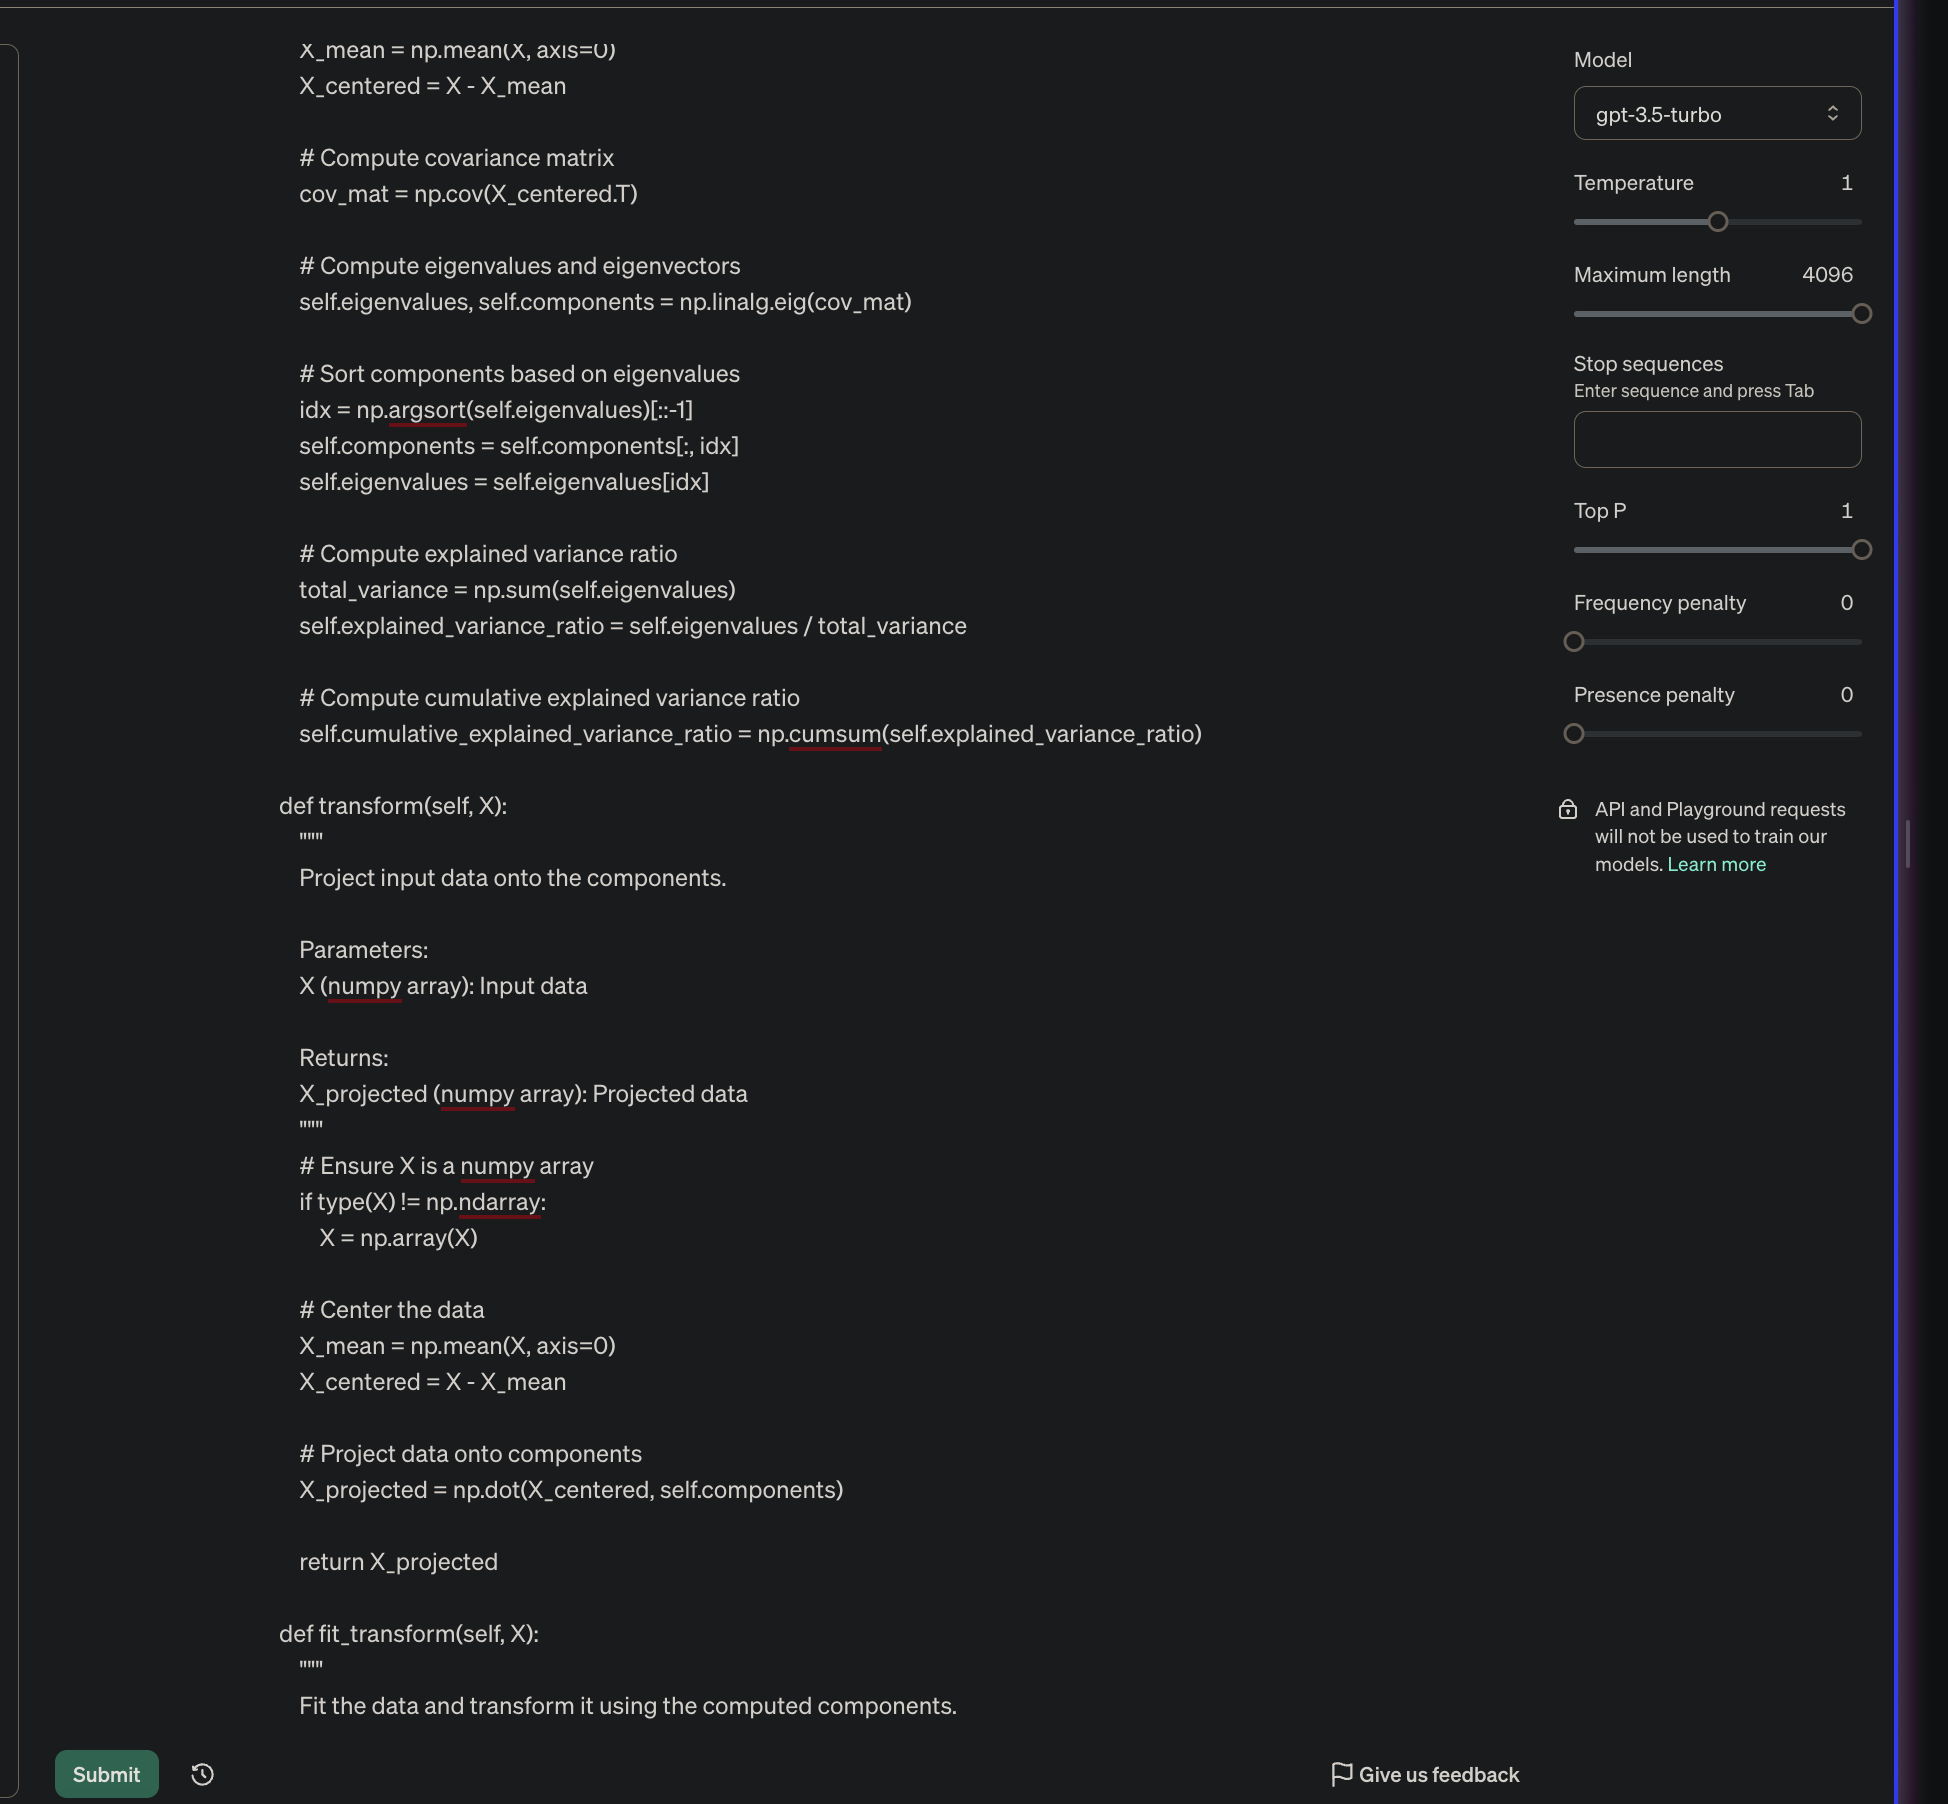 X_mean = np.mean(X, axis=0)
X_centered = X - X_mean
# Compute covariance matrix
cov_mat = np.cov(X_centered.T)
# Compute eigenvalues and eigenvectors
self.eigenvalues, self.components = np.linalg.eig(cov_mat)
# Sort components based on eigenvalues
idx = np.argsort(self.eigenvalues)[::-1]
self.components = self.components[:, idx]
self.eigenvalues = self.eigenvalues[idx]
# Compute explained variance ratio
total_variance = np.sum(self.eigenvalues)
self.explained_variance_ratio = self.eigenvalues / total_variance
# Compute cumulative explained variance ratio
self.cumulative_explained_variance_ratio = np.cumsum(self.explained_variance_ratio)
def transform(self, X):
"""
Project input data onto the components.
Parameters:
X (numpy array): Input data
Returns:
X_projected (numpy array): Projected data
"""
# Ensure X is a numpy array
if type(X) != np.ndarray:
X = np.array(X)
# Center the data
X_mean = np.mean(X, axis=0)
X_centered = X - X_mean
# Project data onto components
X_projected = np.dot(X_centered, self.components)
return X_projected
def fit_transform(self, X):
"""
Fit the data and transform it using the computed components.
Submit
Give us feedback
Model
gpt-3.5-turbo
Temperature 1
Maximum length 4096
Stop sequences
Enter sequence and press Tab
Top P 1
Frequency penalty 0
Presence penalty 0
API and Playground requests
will not be used to train our
models. Learn more